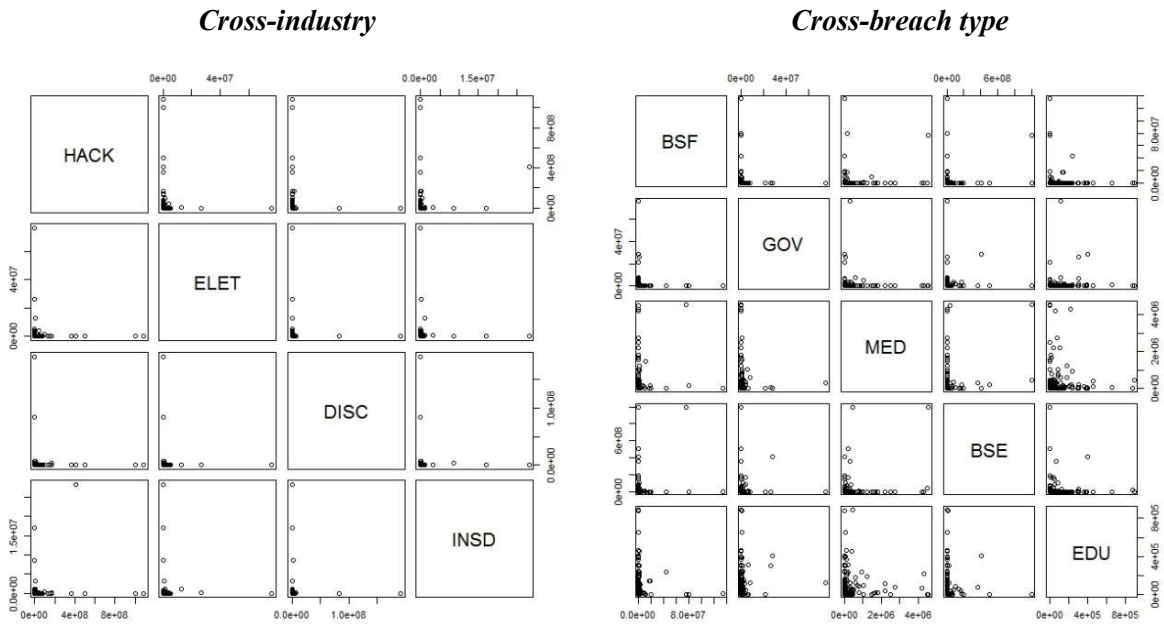 Cross-industry
Cross-breach type
0e+00 4e+07
0.0e+00 1.5e+07
0e+00 4e+07
0e+00 6e+08
HACK
0e+00 4e+08 8e+08
BSF
0.0e+00 8.0e+07
0e+00 4e+07
ELET
0e+00 4e+07
GOV
MED
0e+00 2e+06 4e+06
DISC
0.0e+00 1.0e+08
0e+00 6e+08
BSE
0.0e+00 1.5e+07
INSD
EDU
0e+00 4e+05 8e+05
0e+00 4e+08 8e+08
0.0e+00 1.0e+08
0.0e+00 8.0e+07
0e+00 2e+06 4e+06
0e+00 4e+05